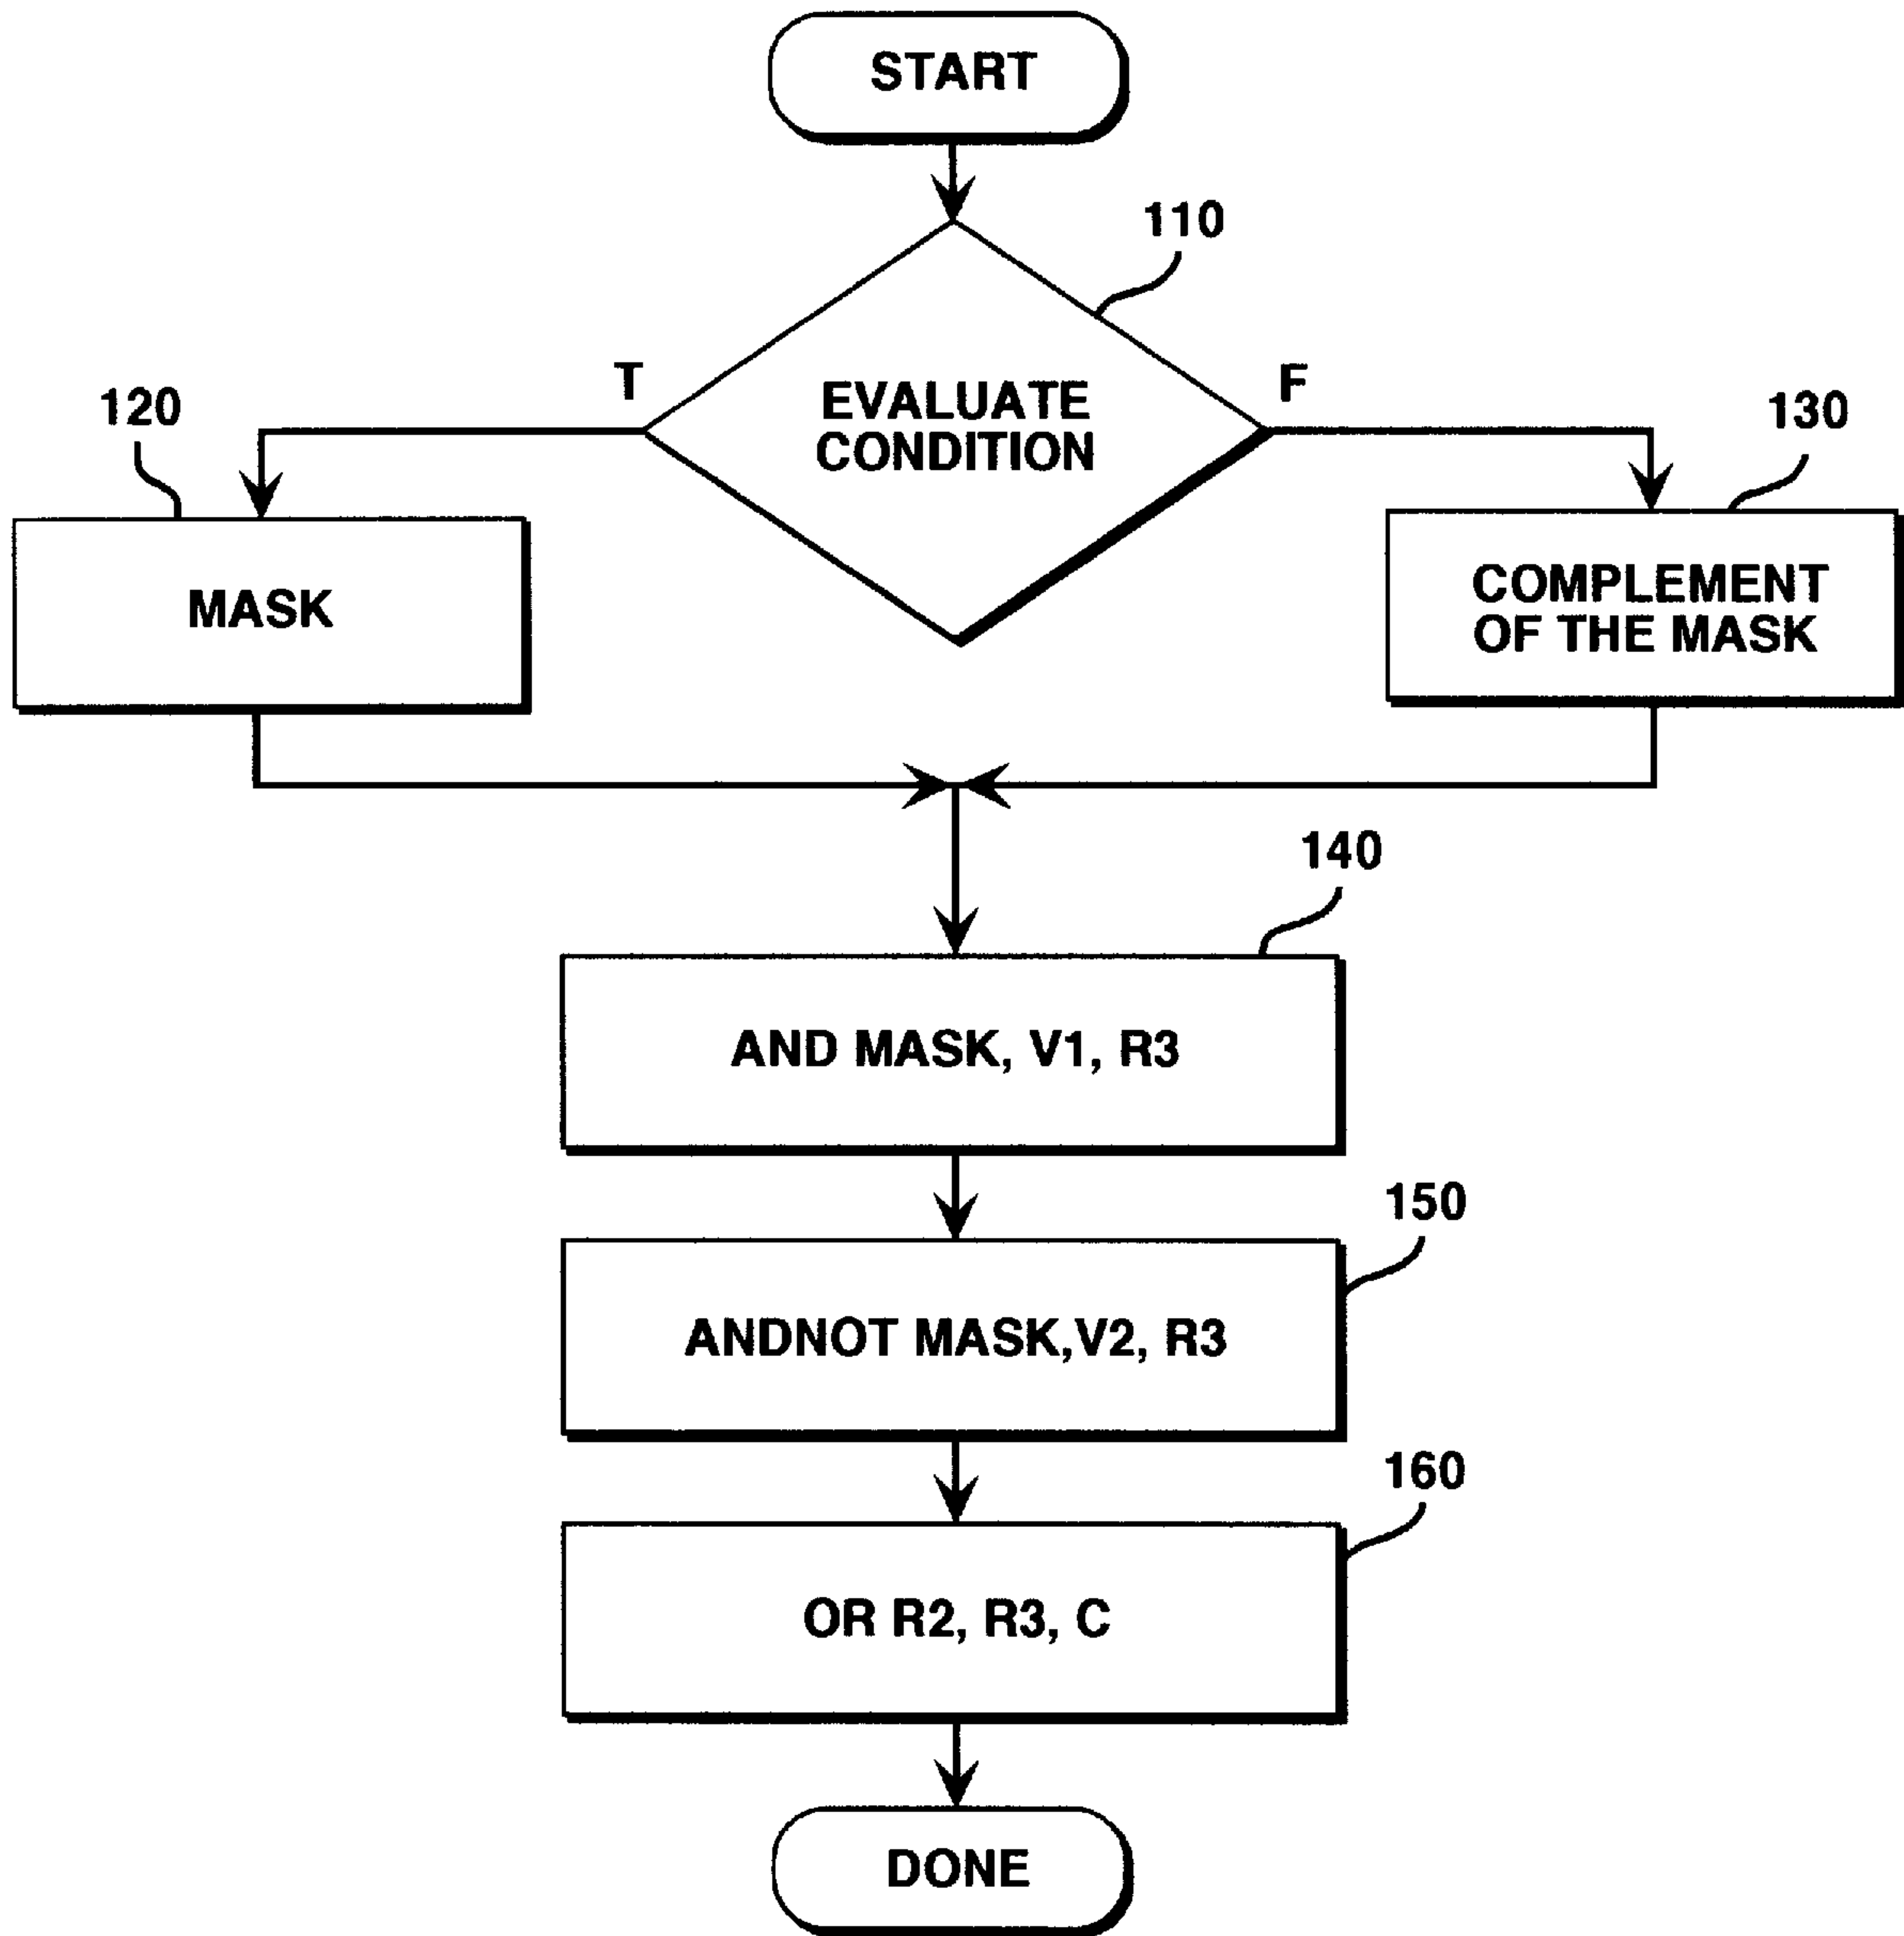 START
110
T
EVALUATE
CONDITION
F
120
130
MASK
COMPLEMENT
OF THE MASK
140
AND MASK, V1, R3
150
ANDNOT MASK,V2, R3
160
OR R2, R3, C
DONE